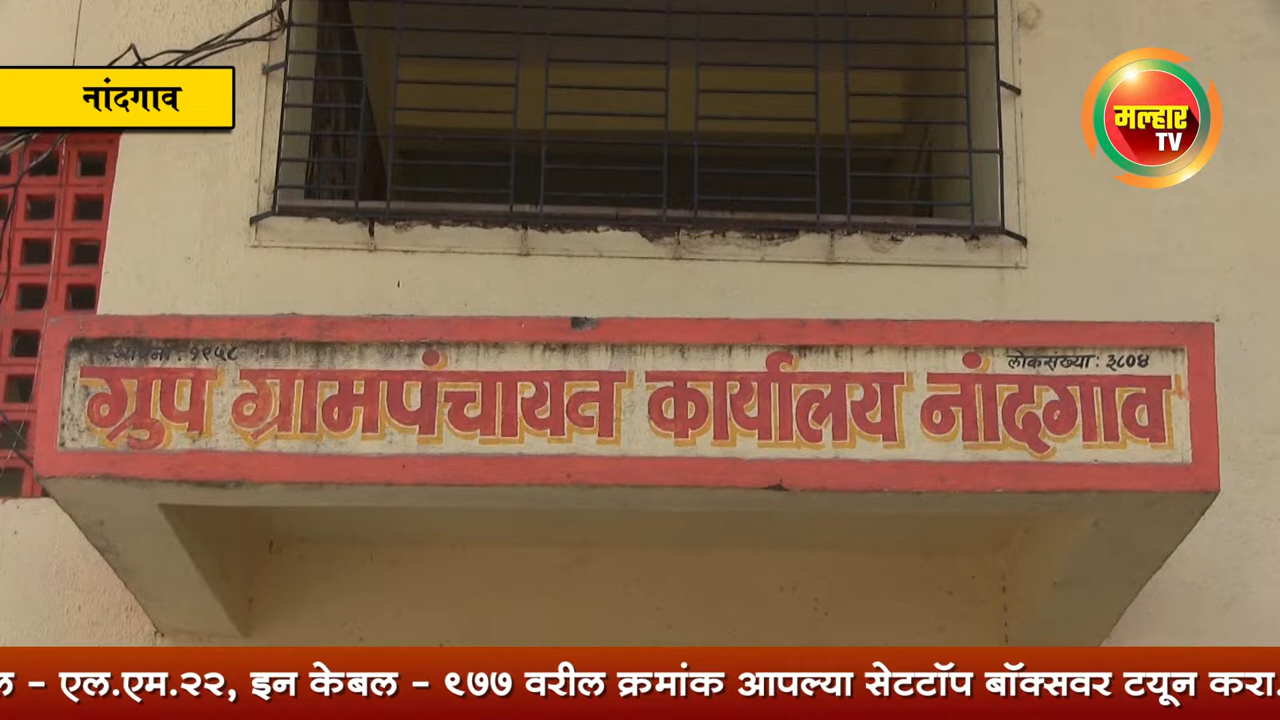 नांदगाव
मल्हार
TV
१९५८
लोकसंख्या : ३८०४
ग्रुप ग्रामपंचायत कार्यालय नांदगाव
- एल.एम.२२, इन केबल - ९७७ वरील क्रमांक आपल्या सेटटॉप बॉक्सवर टयून करा.